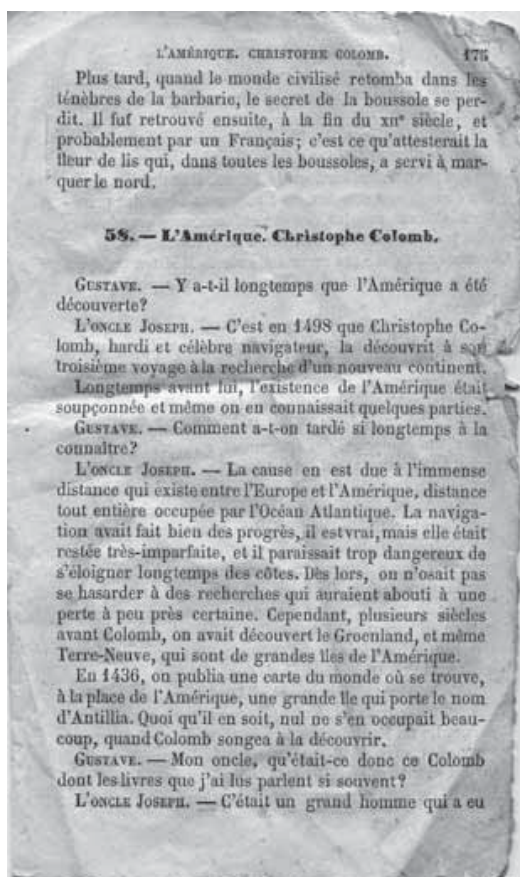 L'AMÉRIQUE. CHRISTOPHE COLOMB. 175
Plus tard, quand le monde civilisé retomba dans les
ténèbres de la barbarie, le secret de la boussole se per-
dit. Il fut retrouvé ensuite, à la fin du XIIe siècle, et
probablement par un Français; c'est ce qu'attesterait la
fleur de lis qui, dans toutes les boussoles, a servi à mar-
quer le nord.
58. — L'Amérique. Christophe Colomb.
GUSTAVE. — Y a-t-il longtemps que l'Amérique a été
découverte?
L'ONCLE JOSEPH. — C'est en 1498 que Christophe Co-
lomb, hardi et célèbre navigateur, la découvrit à son
troisième voyage à la recherche d'un nouveau continent.
Longtemps avant lui, l'existence de l'Amérique était
soupçonnée et même on en connaissait quelques parties.
GUSTAVE. — Comment a-t-on tardé si longtemps à la
connaître?
L'ONCLE JOSEPH. — La cause en est due à l'immense
distance qui existe entre l'Europe et l'Amérique, distance
tout entière occupée par l'Océan Atlantique. La naviga-
tion avait fait bien des progrès, il est vrai, mais elle était
restée très-imparfaite, et il paraissait trop dangereux de
s'éloigner longtemps des côtes. Dès lors, on n'osait pas
se hasarder à des recherches qui auraient abouti à une
perte à peu près certaine. Cependant, plusieurs siècles
avant Colomb, on avait découvert le Groenland, et même
Terre-Neuve, qui sont de grandes îles de l'Amérique.
En 1436, on publia une carte du monde où se trouve,
à la place de l'Amérique, une grande île qui porte le nom
d'Antillia. Quoi qu'il en soit, nul ne s'en occupait beau-
coup, quand Colomb songea à la découvrir.
GUSTAVE. — Mon oncle, qu'était-ce donc ce Colomb
dont les livres que j'ai lus parlent si souvent?
L'ONCLE JOSEPH. — C'était un grand homme qui a eu